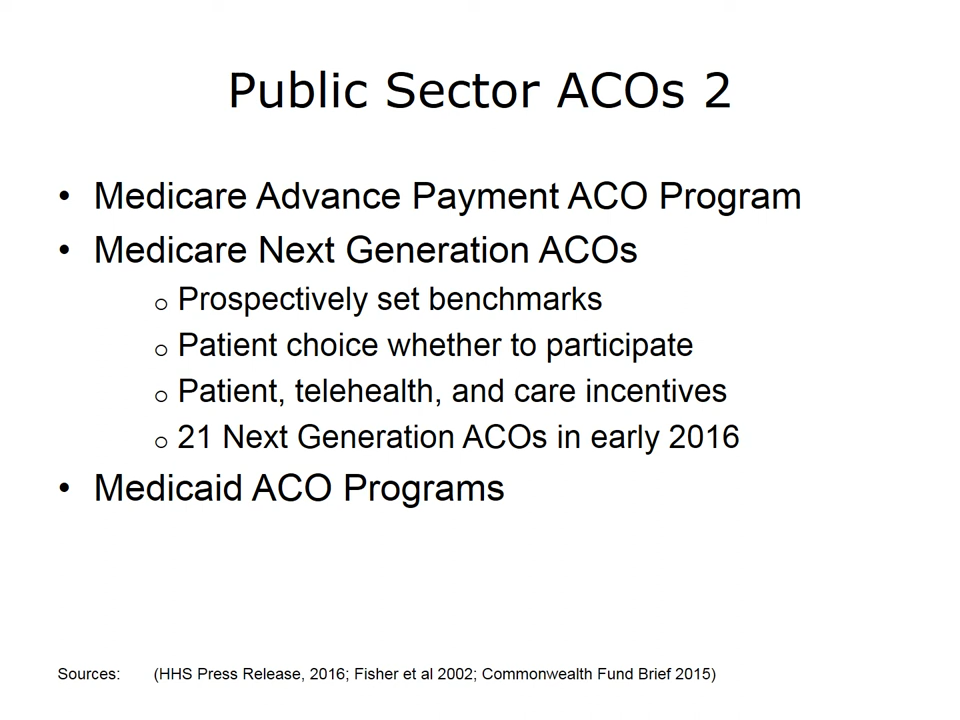 Public Sector ACOs 2
• Medicare Advance Payment ACO Program
• Medicare Next Generation ACOs
o Prospectively set benchmarks
o Patient choice whether to participate
o Patient, telehealth, and care incentives
o 21 Next Generation ACOs in early 2016
• Medicaid ACO Programs
Sources: (HHS Press Release, 2016; Fisher et al 2002; Commonwealth Fund Brief 2015)